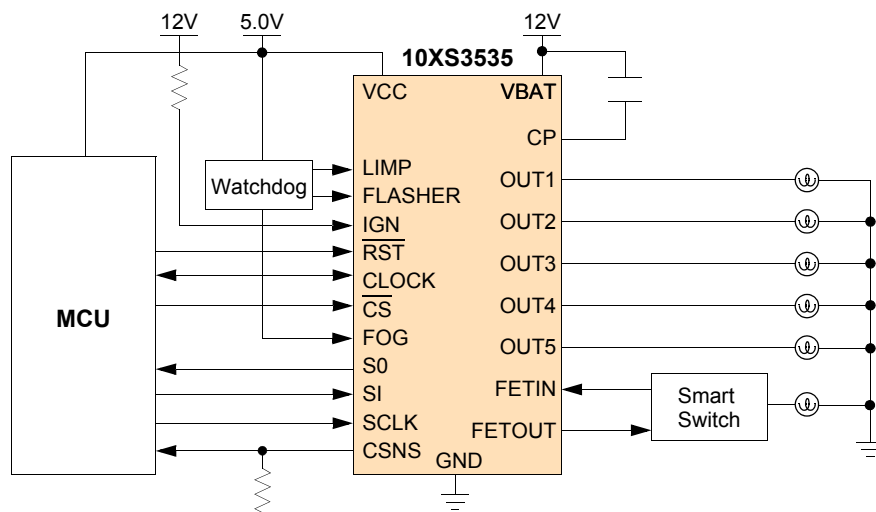 12V
5.0V
12V
10XS3535
VCC
VBAT
CP
LIMP
OUT1
Watchdog
FLASHER
OUT2
IGN
RST
OUT3
CLOCK
MCU
CS
OUT4
FOG
OUT5
S0
SI
FETIN
Smart
Switch
SCLK
FETOUT
CSNS
GND